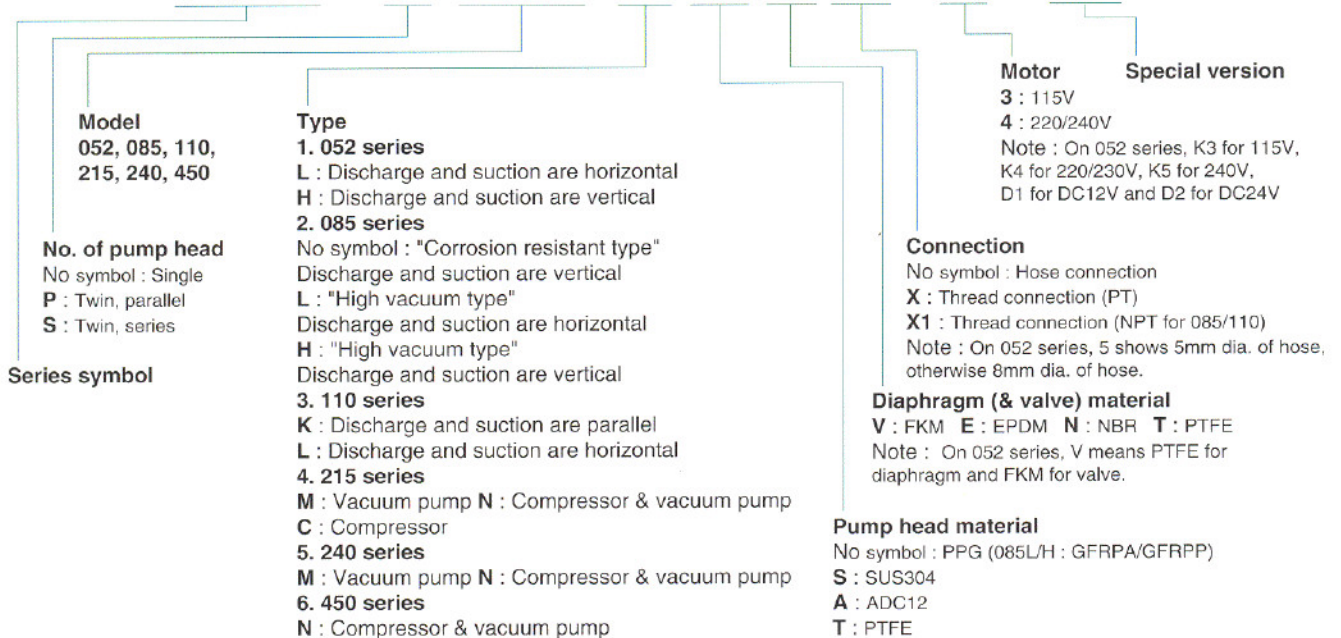 Series symbol
No. of pump head
No symbol : Single
P : Twin, parallel
S : Twin, series
Model
052, 085, 110,
215, 240, 450
Type
1. 052 series
L : Discharge and suction are horizontal
H : Discharge and suction are vertical
2. 085 series
No symbol : "Corrosion resistant type"
Discharge and suction are vertical
L : "High vacuum type"
Discharge and suction are horizontal
H : "High vacuum type"
Discharge and suction are vertical
3. 110 series
K : Discharge and suction are parallel
L : Discharge and suction are horizontal
4. 215 series
M : Vacuum pump N : Compressor & vacuum pump
C : Compressor
5. 240 series
M : Vacuum pump N : Compressor & vacuum pump
6. 450 series
N : Compressor & vacuum pump
Pump head material
No symbol : PPG (085L/H : GFRPA/GFRPP)
S : SUS304
A : ADC12
T : PTFE
Diaphragm (& valve) material
V : FKM E : EPDM N : NBR T : PTFE
Note : On 052 series, V means PTFE for
diaphragm and FKM for valve.
Connection
No symbol : Hose connection
X : Thread connection (PT)
X1 : Thread connection (NPT for 085/110)
Note : On 052 series, 5 shows 5mm dia. of hose,
otherwise 8mm dia. of hose.
Motor
3 : 115V
4 : 220/240V
Note : On 052 series, K3 for 115V,
K4 for 220/230V, K5 for 240V,
D1 for DC12V and D2 for DC24V
Special version